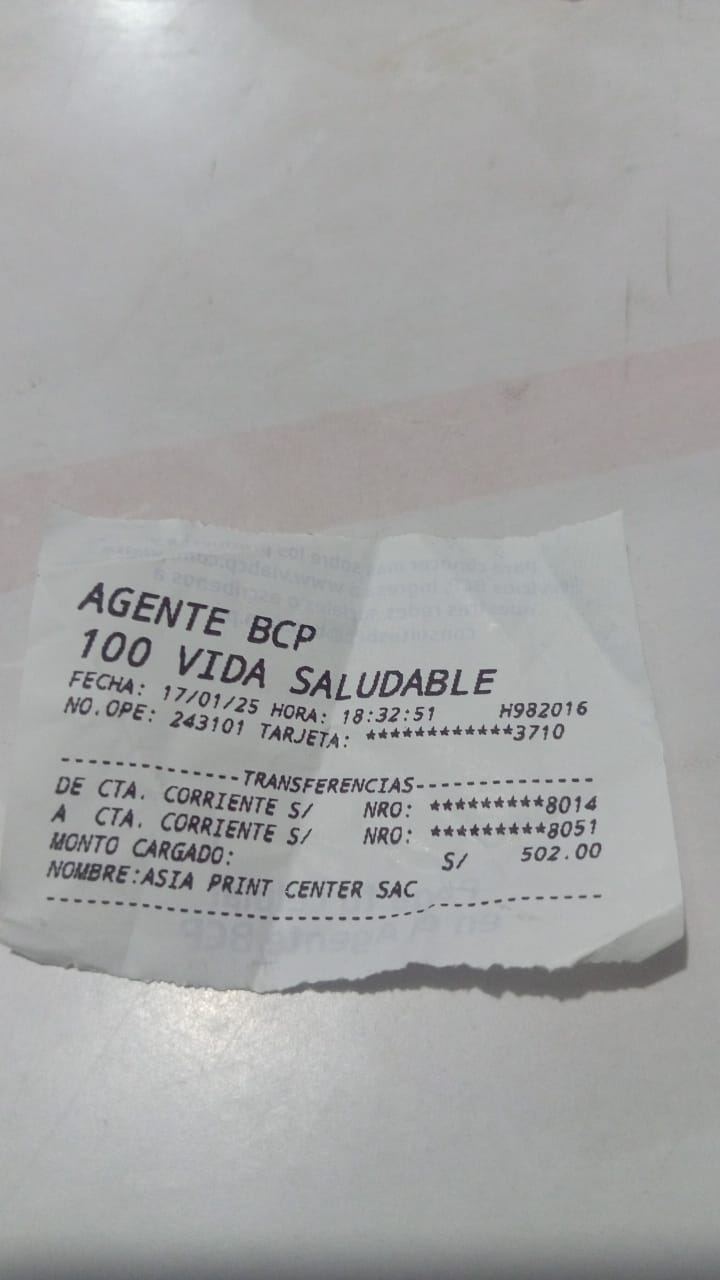 AGENTE BCP
100 VIDA SALUDABLE
FECHA: 17/01/25 HORA: 18:32:51 H982016
NO.OPE: 243101 TARJETA: ************3710
--------------TRANSFERENCIAS--------------
DE CTA. CORRIENTE S/ NRO: *********8014
A CTA. CORRIENTE S/ NRO: *********8051
MONTO CARGADO: S/ 502.00
NOMBRE:ASIA PRINT CENTER SAC